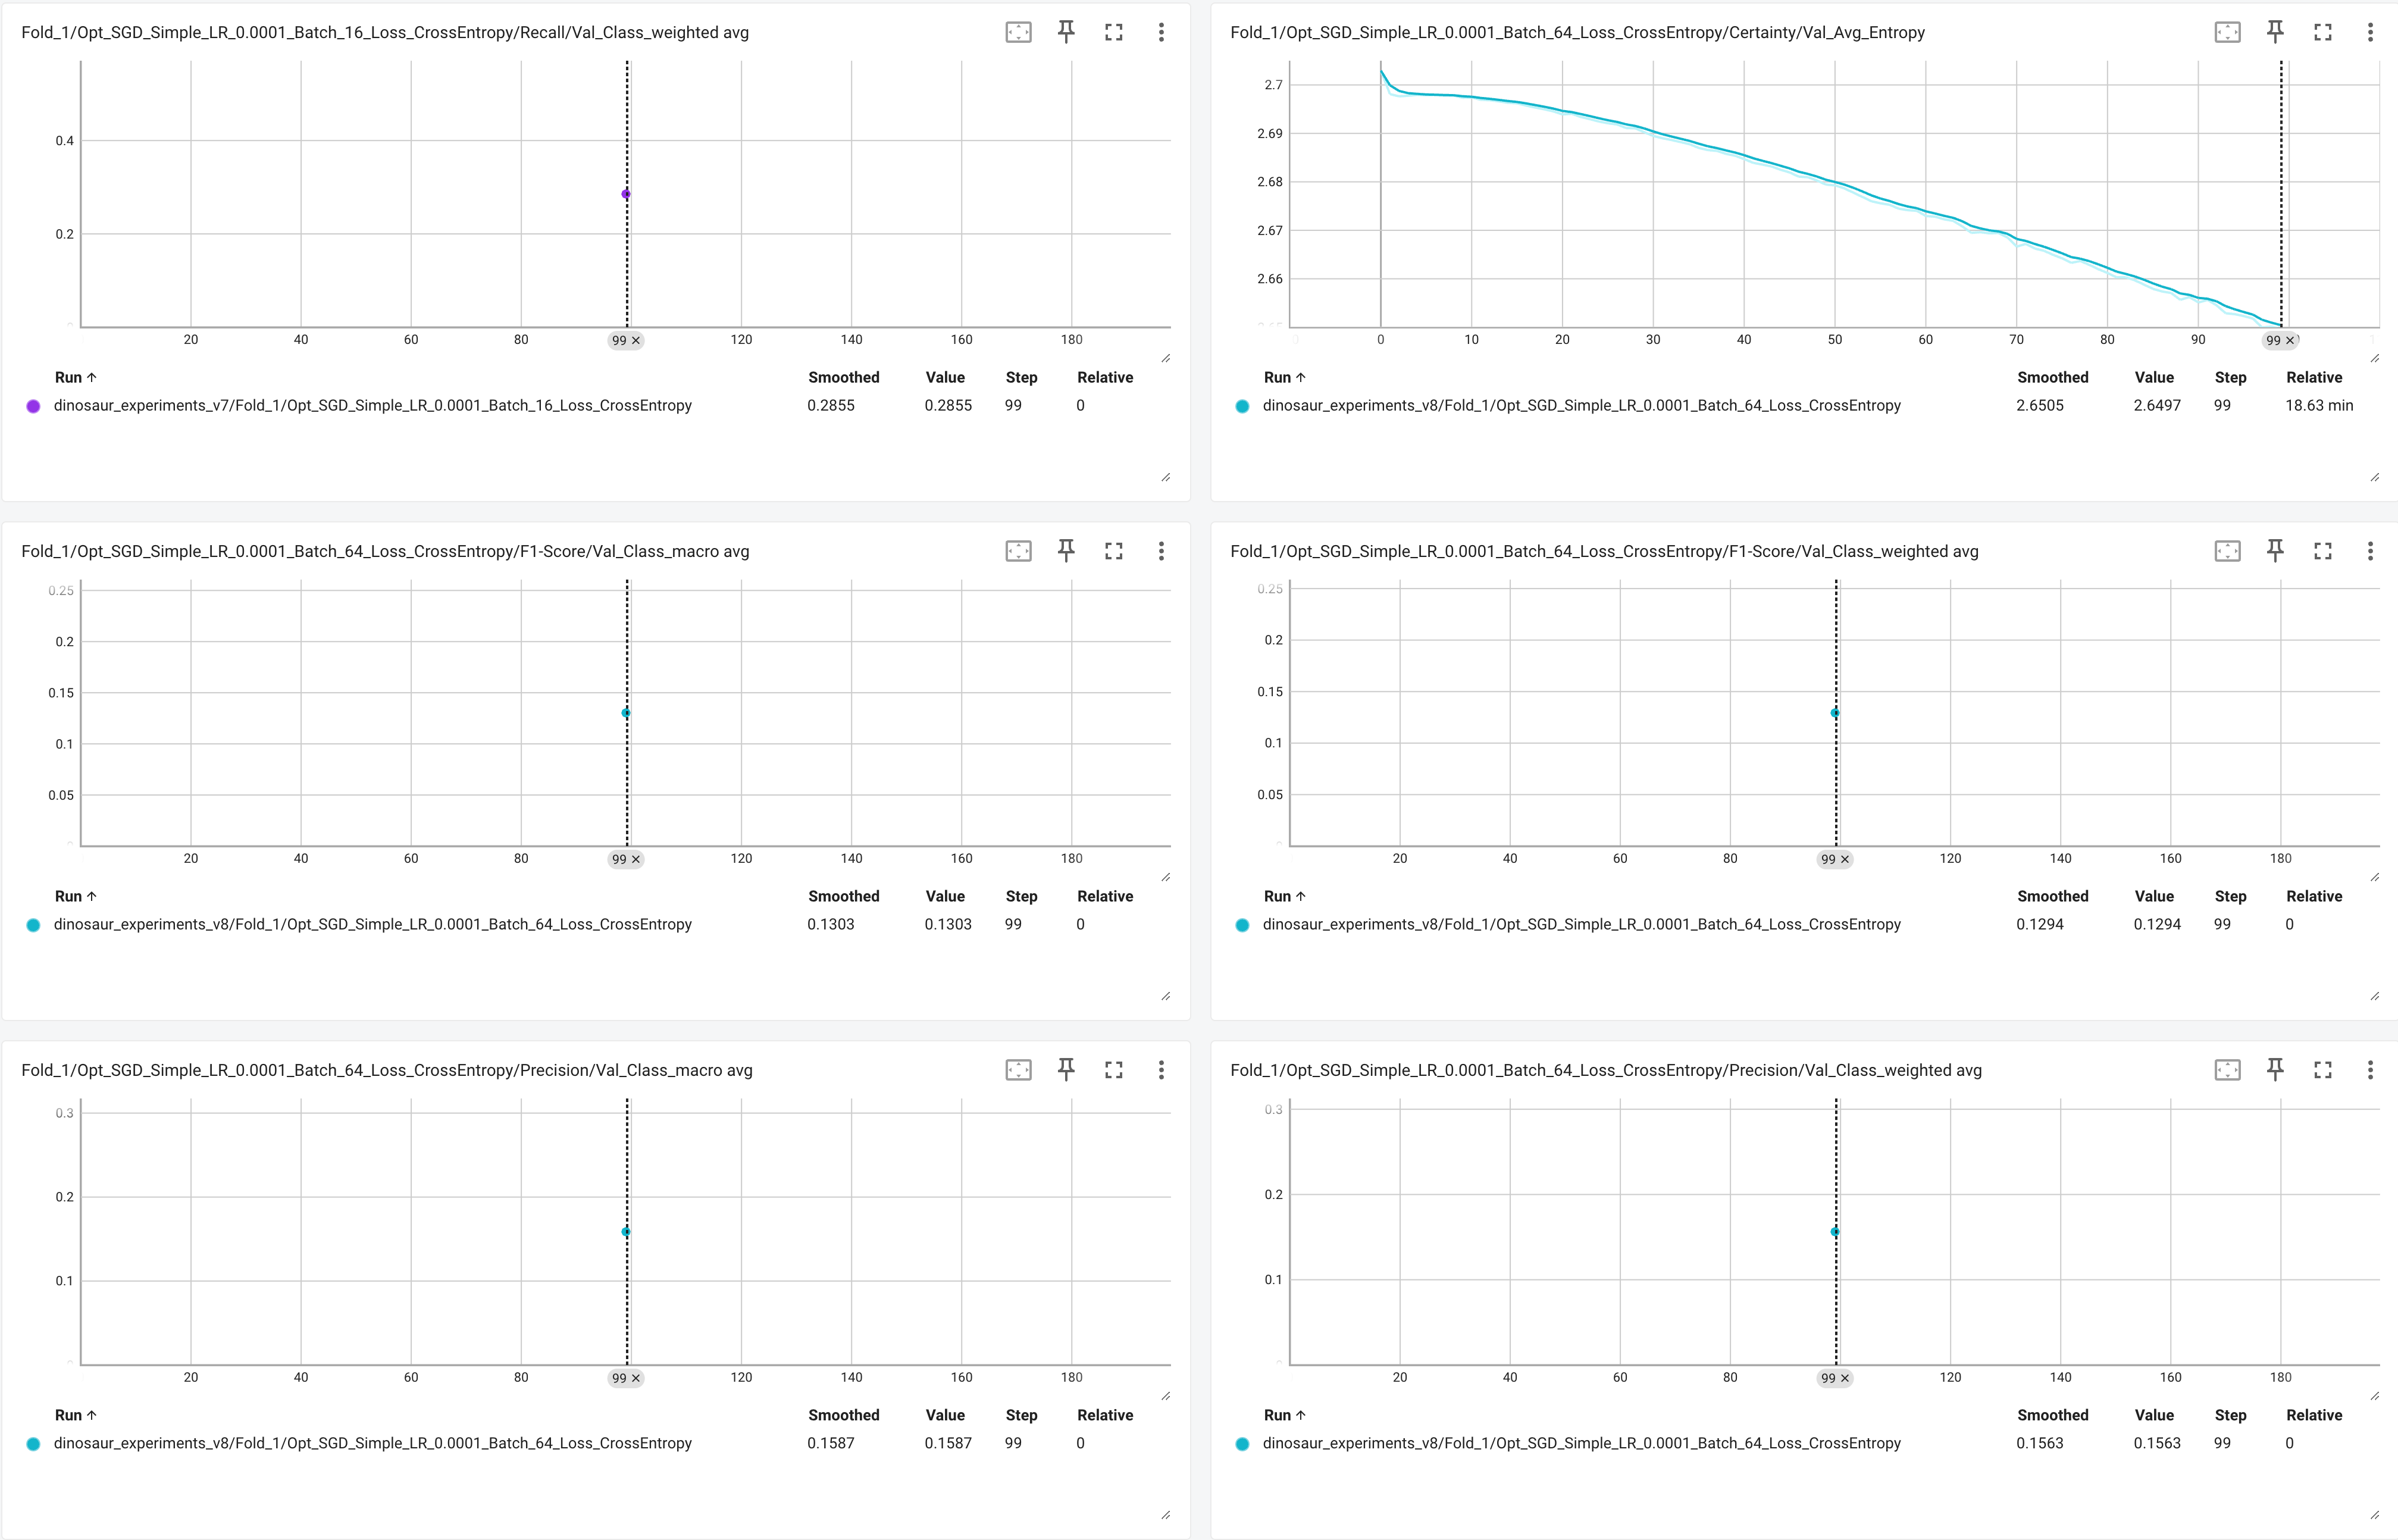 Fold_1/Opt_SGD_Simple_LR_0.0001_Batch_16_Loss_CrossEntropy/Recall/Val_Class_weighted avg
0.4
0.2
0
20 40 60 80 99 × 120 140 160 180
Run ↑ Smoothed Value Step Relative
dinosaur_experiments_v7/Fold_1/Opt_SGD_Simple_LR_0.0001_Batch_16_Loss_CrossEntropy 0.2855 0.2855 99 0
Fold_1/Opt_SGD_Simple_LR_0.0001_Batch_64_Loss_CrossEntropy/Certainty/Val_Avg_Entropy
2.7
2.69
2.68
2.67
2.66
2.65
0 10 20 30 40 50 60 70 80 90 99 ×
Run ↑ Smoothed Value Step Relative
dinosaur_experiments_v8/Fold_1/Opt_SGD_Simple_LR_0.0001_Batch_64_Loss_CrossEntropy 2.6505 2.6497 99 18.63 min
Fold_1/Opt_SGD_Simple_LR_0.0001_Batch_64_Loss_CrossEntropy/F1-Score/Val_Class_macro avg
0.25
0.2
0.15
0.1
0.05
0
20 40 60 80 99 × 120 140 160 180
Run ↑ Smoothed Value Step Relative
dinosaur_experiments_v8/Fold_1/Opt_SGD_Simple_LR_0.0001_Batch_64_Loss_CrossEntropy 0.1303 0.1303 99 0
Fold_1/Opt_SGD_Simple_LR_0.0001_Batch_64_Loss_CrossEntropy/F1-Score/Val_Class_weighted avg
0.25
0.2
0.15
0.1
0.05
0
20 40 60 80 99 × 120 140 160 180
Run ↑ Smoothed Value Step Relative
dinosaur_experiments_v8/Fold_1/Opt_SGD_Simple_LR_0.0001_Batch_64_Loss_CrossEntropy 0.1294 0.1294 99 0
Fold_1/Opt_SGD_Simple_LR_0.0001_Batch_64_Loss_CrossEntropy/Precision/Val_Class_macro avg
0.3
0.2
0.1
0
20 40 60 80 99 × 120 140 160 180
Run ↑ Smoothed Value Step Relative
dinosaur_experiments_v8/Fold_1/Opt_SGD_Simple_LR_0.0001_Batch_64_Loss_CrossEntropy 0.1587 0.1587 99 0
Fold_1/Opt_SGD_Simple_LR_0.0001_Batch_64_Loss_CrossEntropy/Precision/Val_Class_weighted avg
0.3
0.2
0.1
0
20 40 60 80 99 × 120 140 160 180
Run ↑ Smoothed Value Step Relative
dinosaur_experiments_v8/Fold_1/Opt_SGD_Simple_LR_0.0001_Batch_64_Loss_CrossEntropy 0.1563 0.1563 99 0